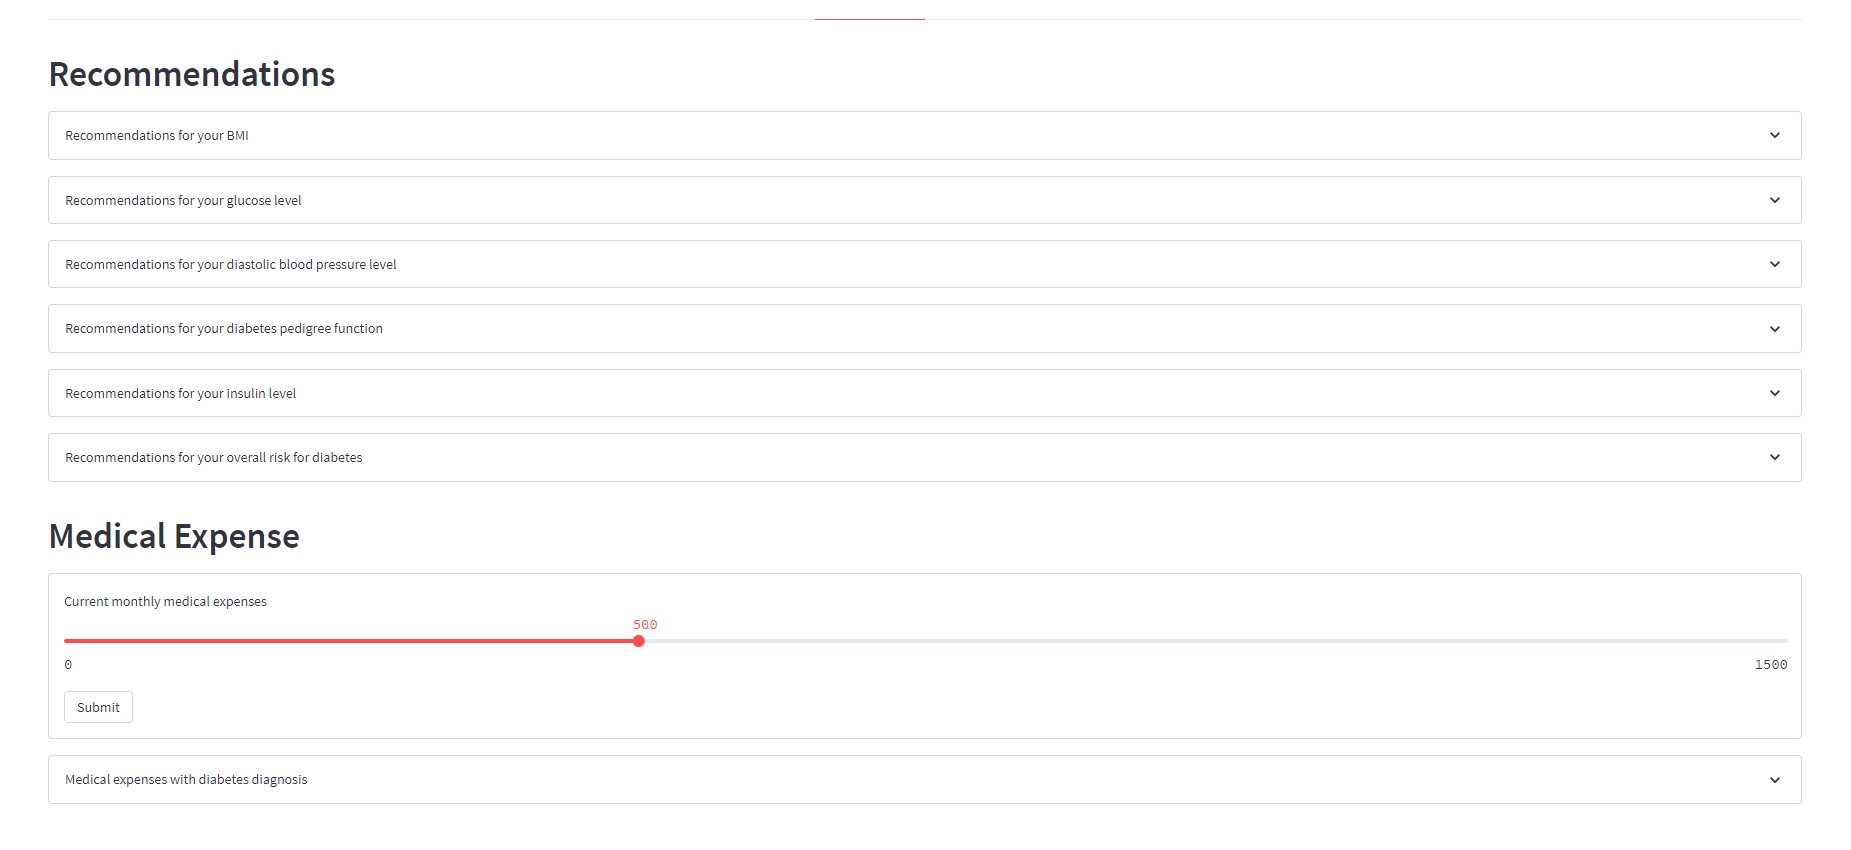 Recommendations
Recommendations for your BMI
Recommendations for your glucose level
Recommendations for your diastolic blood pressure level
Recommendations for your diabetes pedigree function
Recommendations for your insulin level
Recommendations for your overall risk for diabetes
Medical Expense
Current monthly medical expenses
500
0 1500
Submit
Medical expenses with diabetes diagnosis